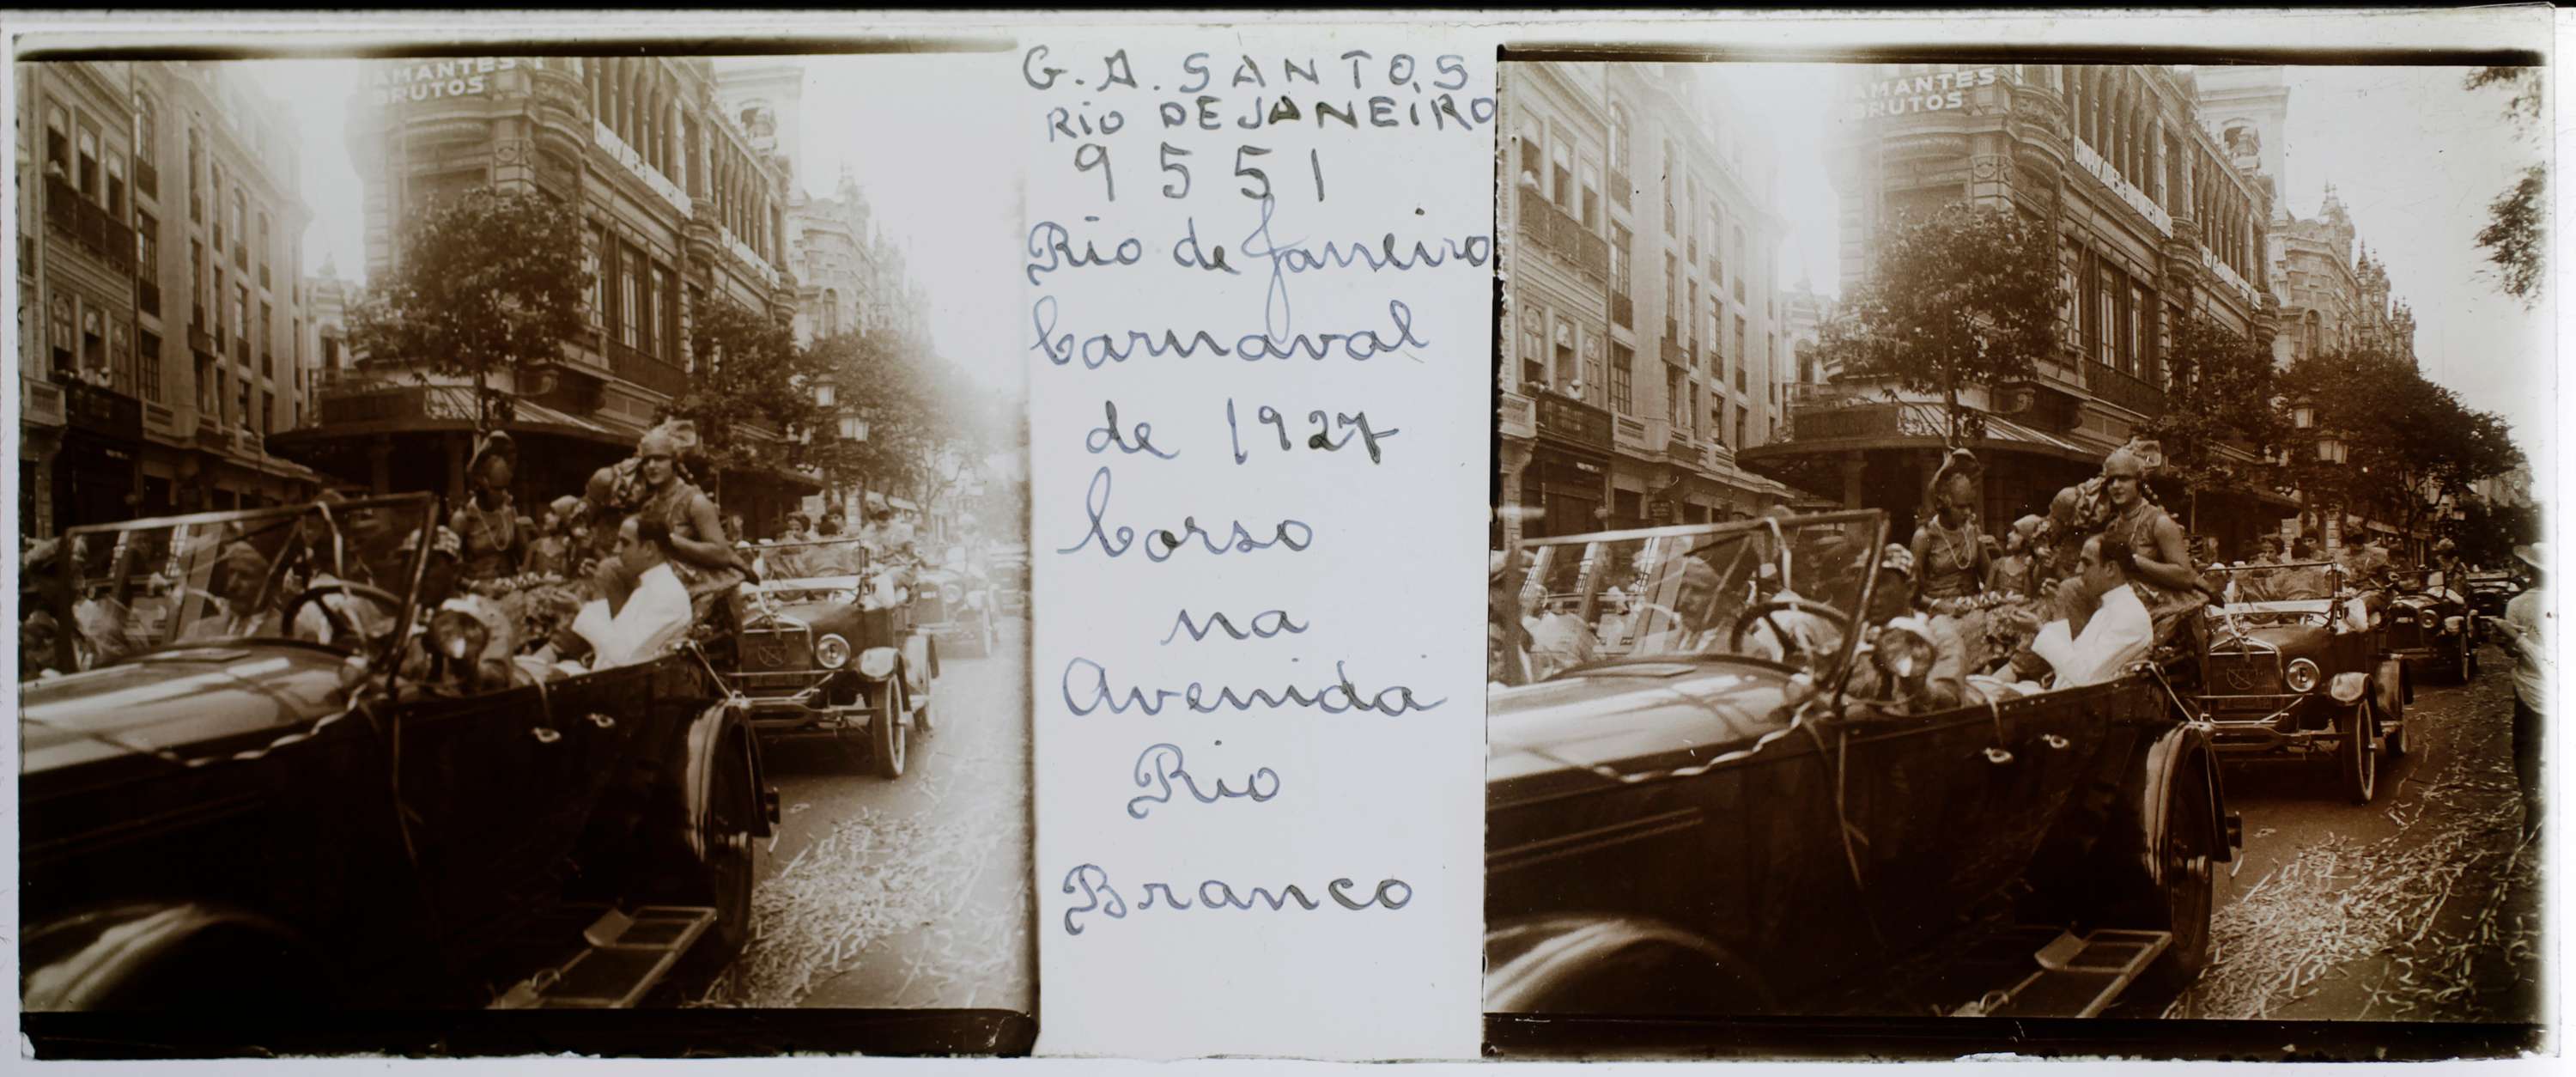 AMANTES
BRUTOS
G. A. SANTOS
RIO DE JANEIRO
9551
Rio de Janeiro
Carnaval
de 1927
Corso
na
Avenida
Rio
Branco
AMANTES
BRUTOS